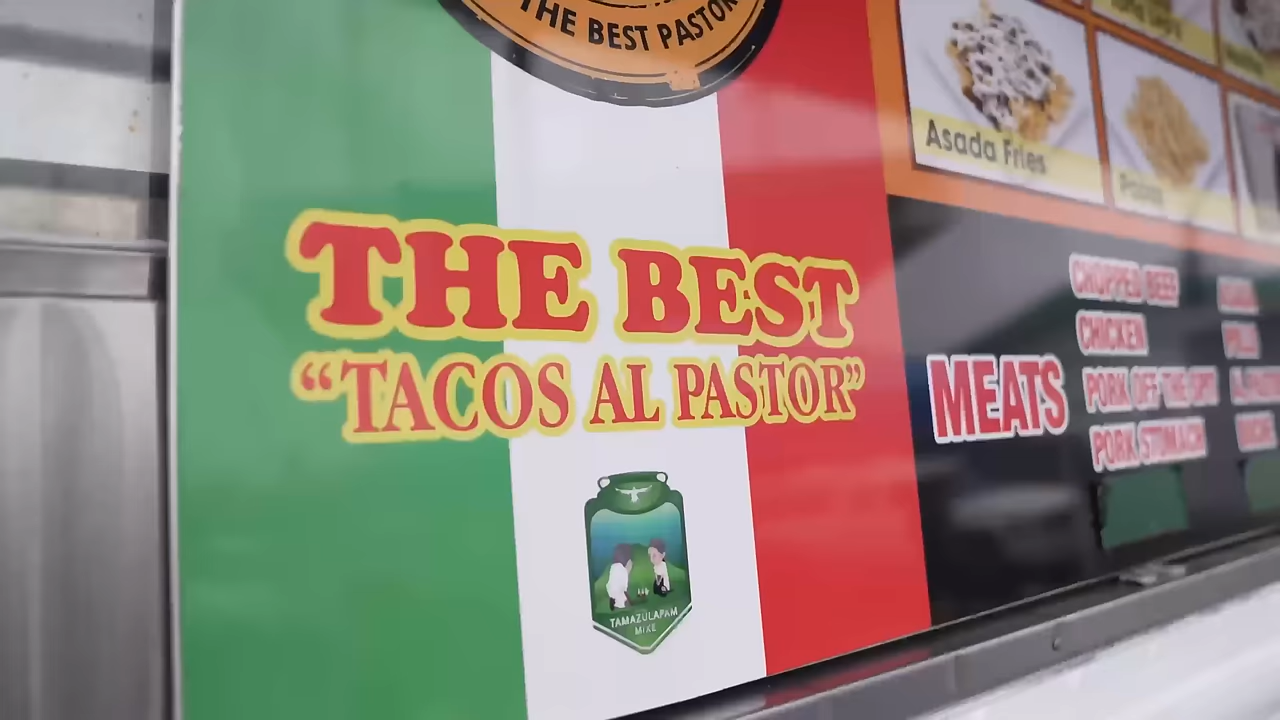 THE BEST PASTOR
THE BEST
"TACOS AL PASTOR"
TAMAZULAPAM
MIXE
Asada Fries
MEATS
CHOPPED BEEF
CHICKEN
PORK OFF THE SPIT
PORK STOMACH